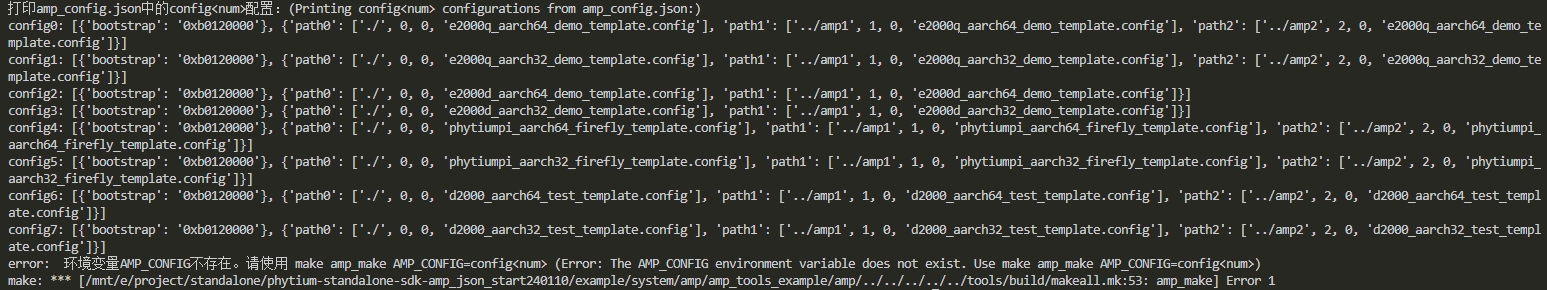 打印amp_config.json中的config<num>配置：(Printing config<num> configurations from amp_config.json:)
config0: [{'bootstrap': '0xb0120000'}, {'path0': ['./', 0, 0, 'e2000q_aarch64_demo_template.config'], 'path1': ['../amp1', 1, 0, 'e2000q_aarch64_demo_template.config'], 'path2': ['../amp2', 2, 0, 'e2000q_aarch64_demo_te
mplate.config']}]
config1: [{'bootstrap': '0xb0120000'}, {'path0': ['./', 0, 0, 'e2000q_aarch32_demo_template.config'], 'path1': ['../amp1', 1, 0, 'e2000q_aarch32_demo_template.config'], 'path2': ['../amp2', 2, 0, 'e2000q_aarch32_demo_te
mplate.config']}]
config2: [{'bootstrap': '0xb0120000'}, {'path0': ['./', 0, 0, 'e2000d_aarch64_demo_template.config'], 'path1': ['../amp1', 1, 0, 'e2000d_aarch64_demo_template.config']}]
config3: [{'bootstrap': '0xb0120000'}, {'path0': ['./', 0, 0, 'e2000d_aarch32_demo_template.config'], 'path1': ['../amp1', 1, 0, 'e2000d_aarch32_demo_template.config']}]
config4: [{'bootstrap': '0xb0120000'}, {'path0': ['./', 0, 0, 'phytiumpi_aarch64_firefly_template.config'], 'path1': ['../amp1', 1, 0, 'phytiumpi_aarch64_firefly_template.config'], 'path2': ['../amp2', 2, 0, 'phytiumpi_
aarch64_firefly_template.config']}]
config5: [{'bootstrap': '0xb0120000'}, {'path0': ['./', 0, 0, 'phytiumpi_aarch32_firefly_template.config'], 'path1': ['../amp1', 1, 0, 'phytiumpi_aarch32_firefly_template.config'], 'path2': ['../amp2', 2, 0, 'phytiumpi_
aarch32_firefly_template.config']}]
config6: [{'bootstrap': '0xb0120000'}, {'path0': ['./', 0, 0, 'd2000_aarch64_test_template.config'], 'path1': ['../amp1', 1, 0, 'd2000_aarch64_test_template.config'], 'path2': ['../amp2', 2, 0, 'd2000_aarch64_test_templ
ate.config']}]
config7: [{'bootstrap': '0xb0120000'}, {'path0': ['./', 0, 0, 'd2000_aarch32_test_template.config'], 'path1': ['../amp1', 1, 0, 'd2000_aarch32_test_template.config'], 'path2': ['../amp2', 2, 0, 'd2000_aarch32_test_templ
ate.config']}]
error:  环境变量AMP_CONFIG不存在。请使用 make amp_make AMP_CONFIG=config<num> (Error: The AMP_CONFIG environment variable does not exist. Use make amp_make AMP_CONFIG=config<num>)
make: *** [/mnt/e/project/standalone/phytium-standalone-sdk-amp_json_start240110/example/system/amp/amp_tools_example/amp/../../../../../tools/build/makeall.mk:53: amp_make] Error 1